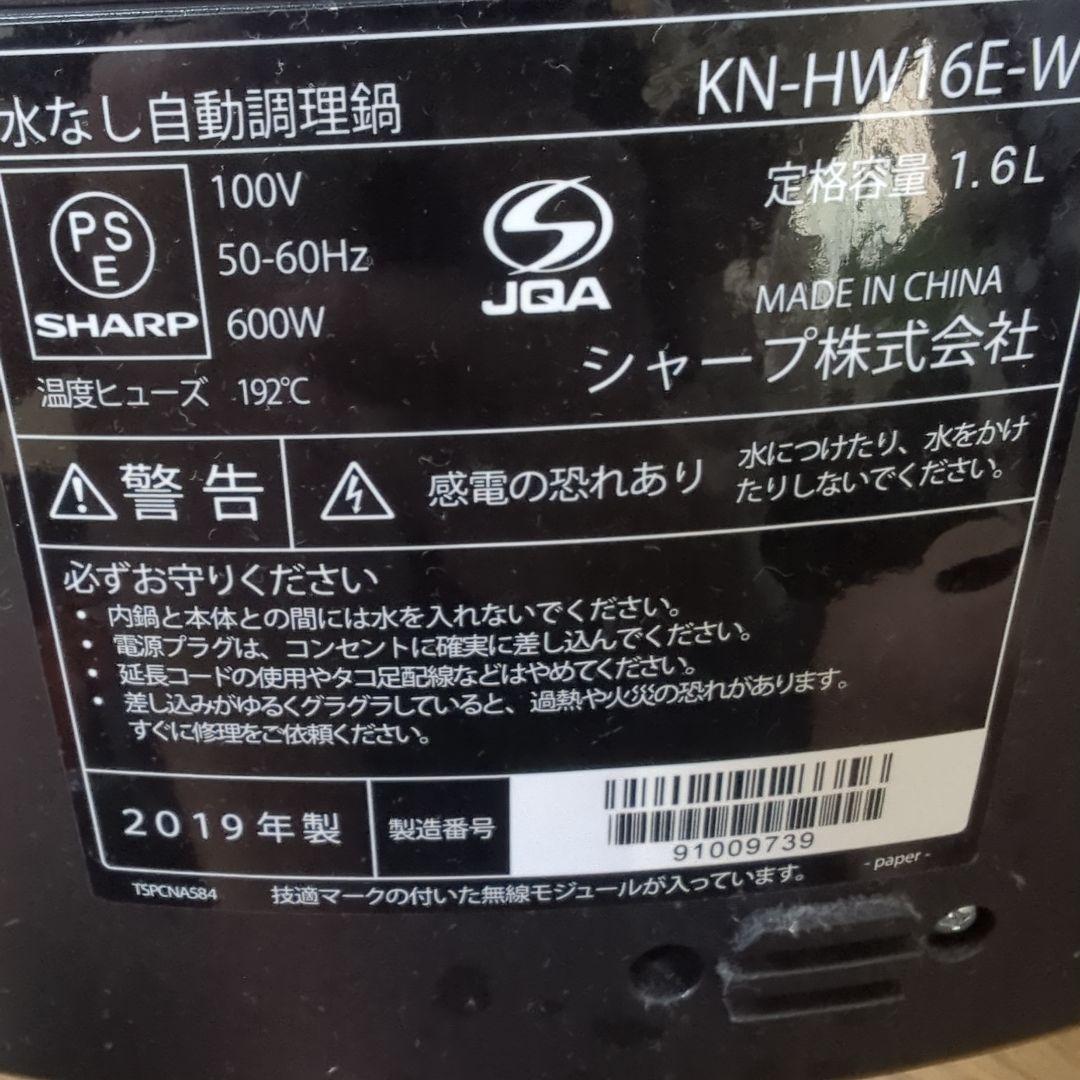 KN-HW16E-W
水なし自動調理鍋
定格容量 1.6L
PSE
SHARP
100V
50-60Hz
600W
JQA
MADE IN CHINA
シャープ株式会社
温度ヒューズ 192℃
警告
感電の恐れあり
水につけたり、水をかけ
たりしないでください。
必ずお守りください
・ 内鍋と本体との間には水を入れないでください。
・ 電源プラグは、コンセントに確実に差し込んでください。
・ 延長コードの使用やタコ足配線などはやめてください。
・ 差し込みがゆるくグラグラしていると、過熱や火災の恐れがあります。
すぐに修理をご依頼ください。
2019年製
製造番号
91009739
- paper -
TSPCNA584
技適マークの付いた無線モジュールが入っています。